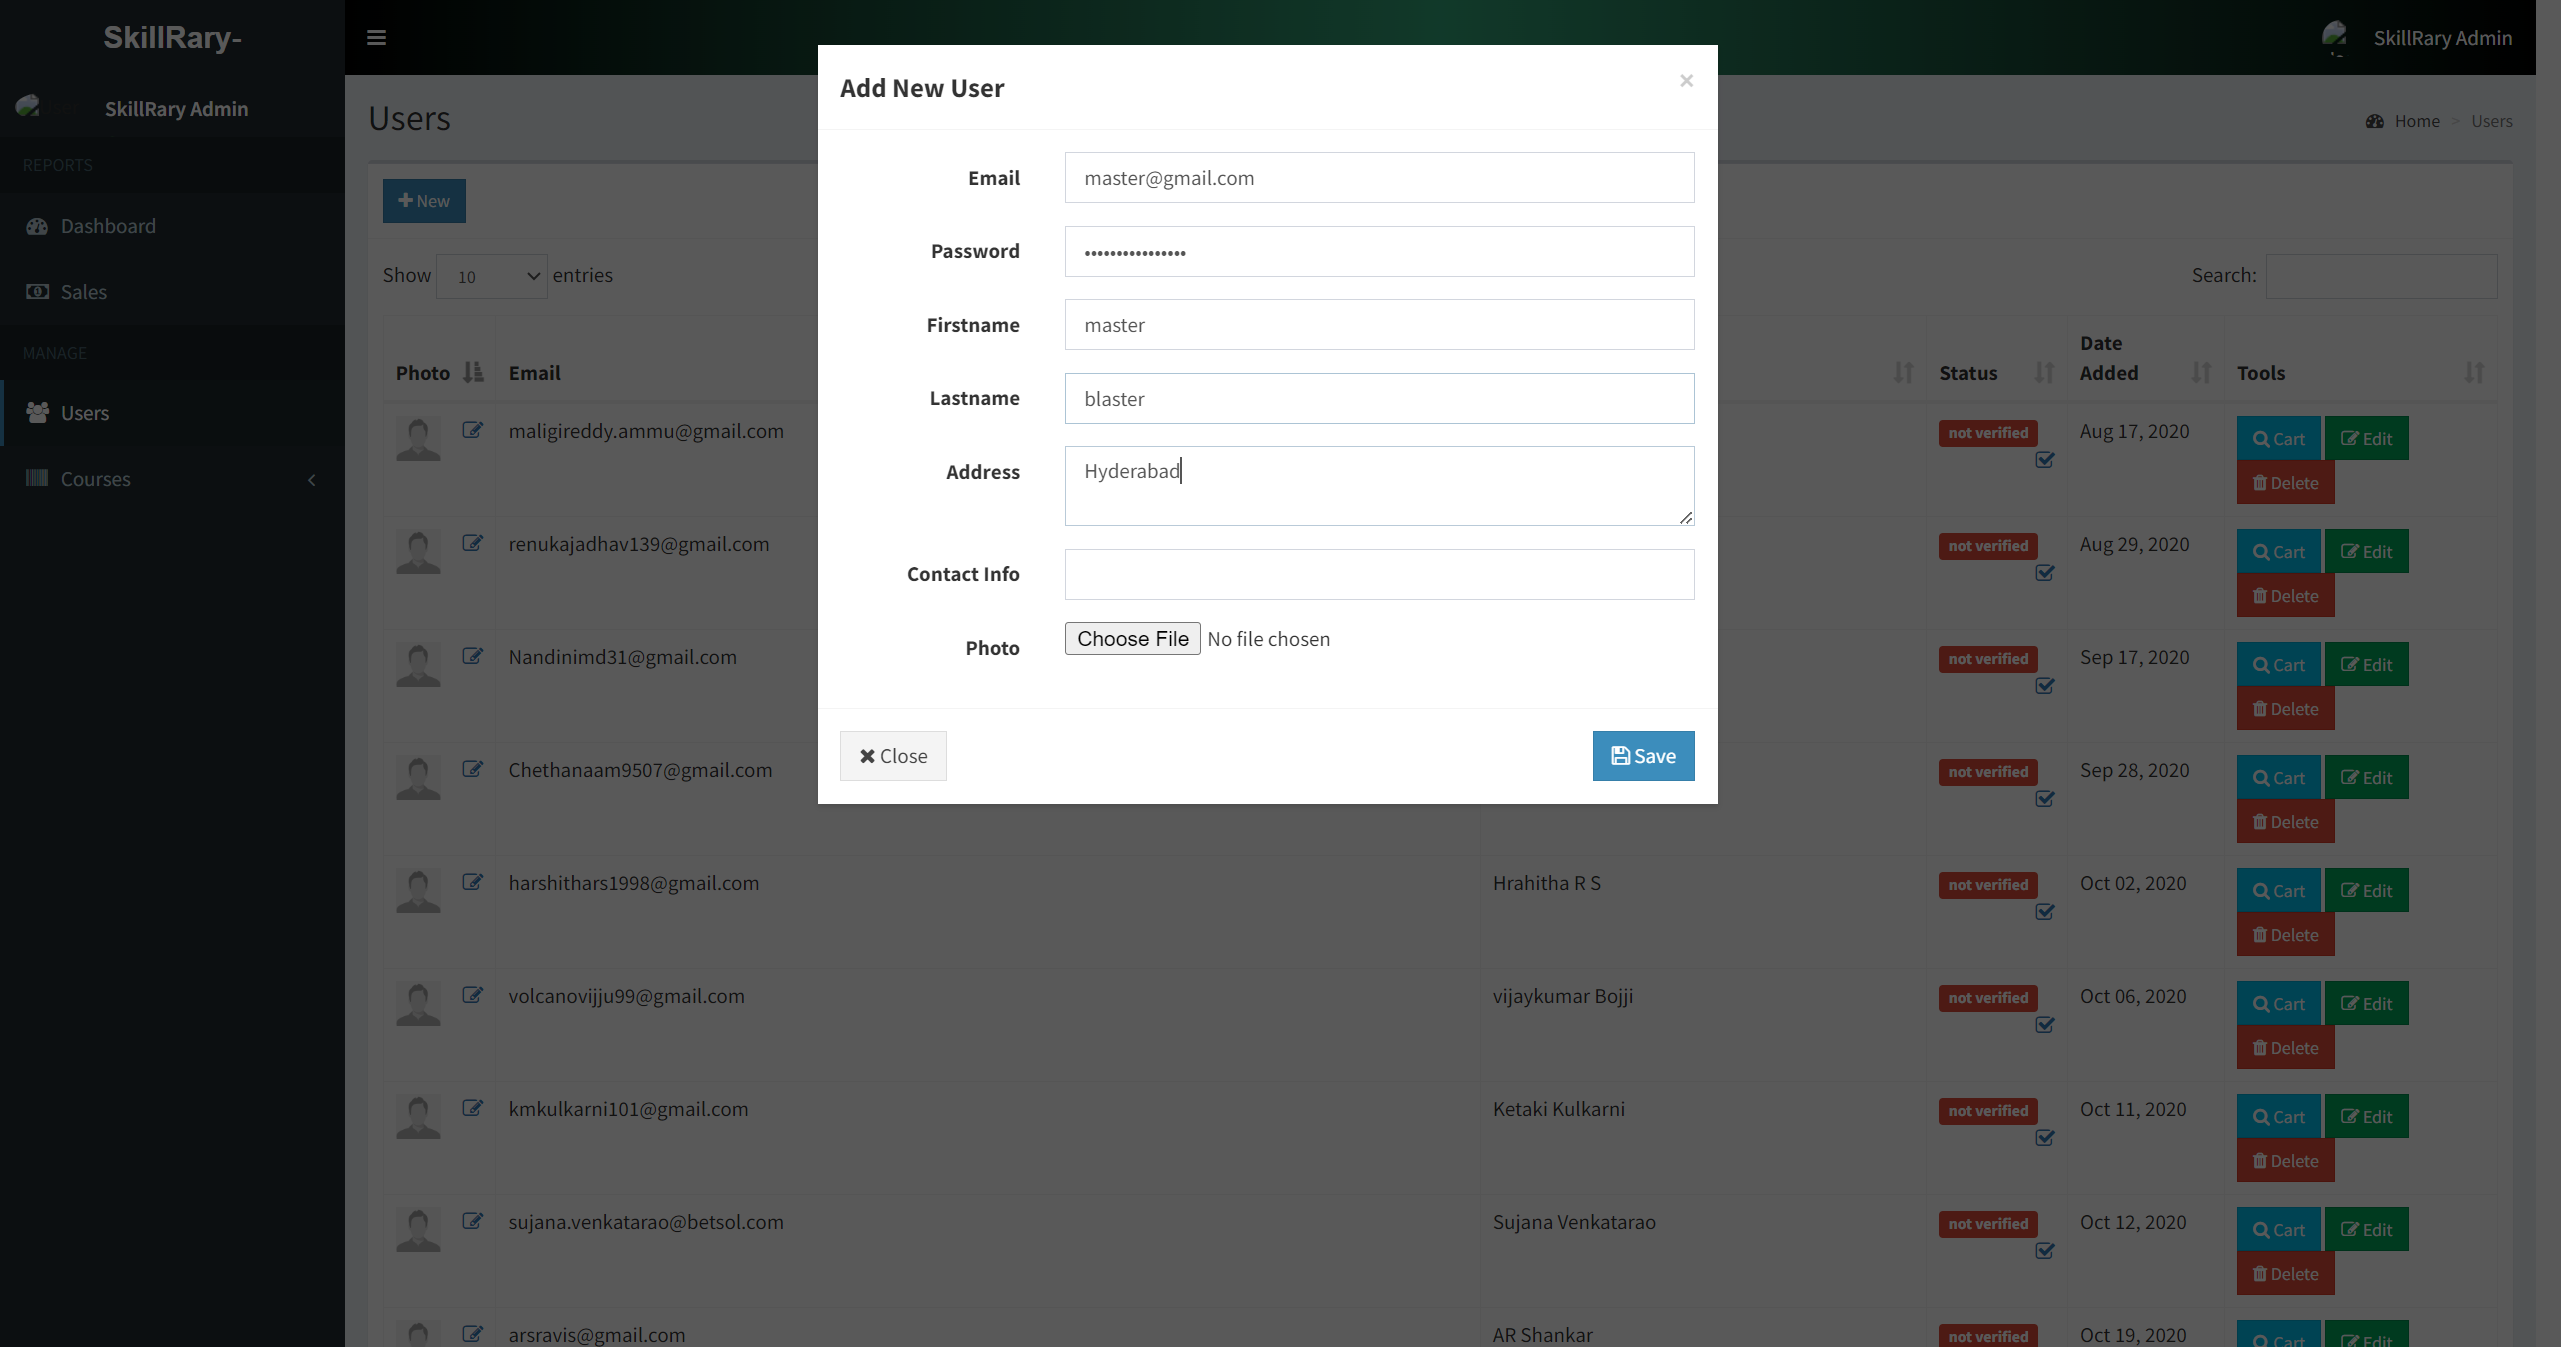 SkillRary-
SkillRary Admin
SkillRary Admin
REPORTS
Dashboard
Sales
MANAGE
Users
Courses
Users
Home > Users
New
Show 10 entries
Search:
Photo Email Status Date Added Tools
maligireddy.ammu@gmail.com not verified Aug 17, 2020 Cart Edit
Delete
renukajadhav139@gmail.com not verified Aug 29, 2020 Cart Edit
Delete
Nandinimd31@gmail.com not verified Sep 17, 2020 Cart Edit
Delete
Chethanaam9507@gmail.com not verified Sep 28, 2020 Cart Edit
Delete
harshithars1998@gmail.com Hrahitha R S not verified Oct 02, 2020 Cart Edit
Delete
volcanovijju99@gmail.com vijaykumar Bojji not verified Oct 06, 2020 Cart Edit
Delete
kmkulkarni101@gmail.com Ketaki Kulkarni not verified Oct 11, 2020 Cart Edit
Delete
sujana.venkatarao@betsol.com Sujana Venkatarao not verified Oct 12, 2020 Cart Edit
Delete
arsravis@gmail.com AR Shankar not verified Oct 19, 2020 Cart Edit
Add New User
×
Email master@gmail.com
Password ••••••••••••••••
Firstname master
Lastname blaster
Address Hyderabad
Contact Info
Photo Choose File No file chosen
Close
Save